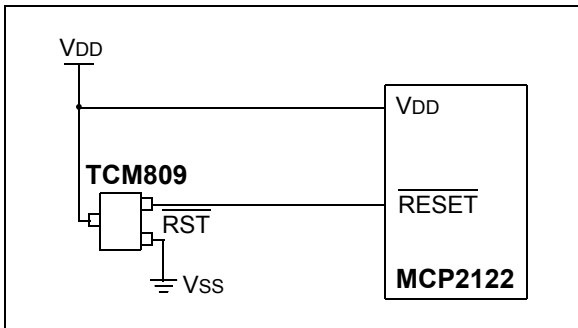 VDD
VDD
TCM809
RST
RESET
VSS
MCP2122